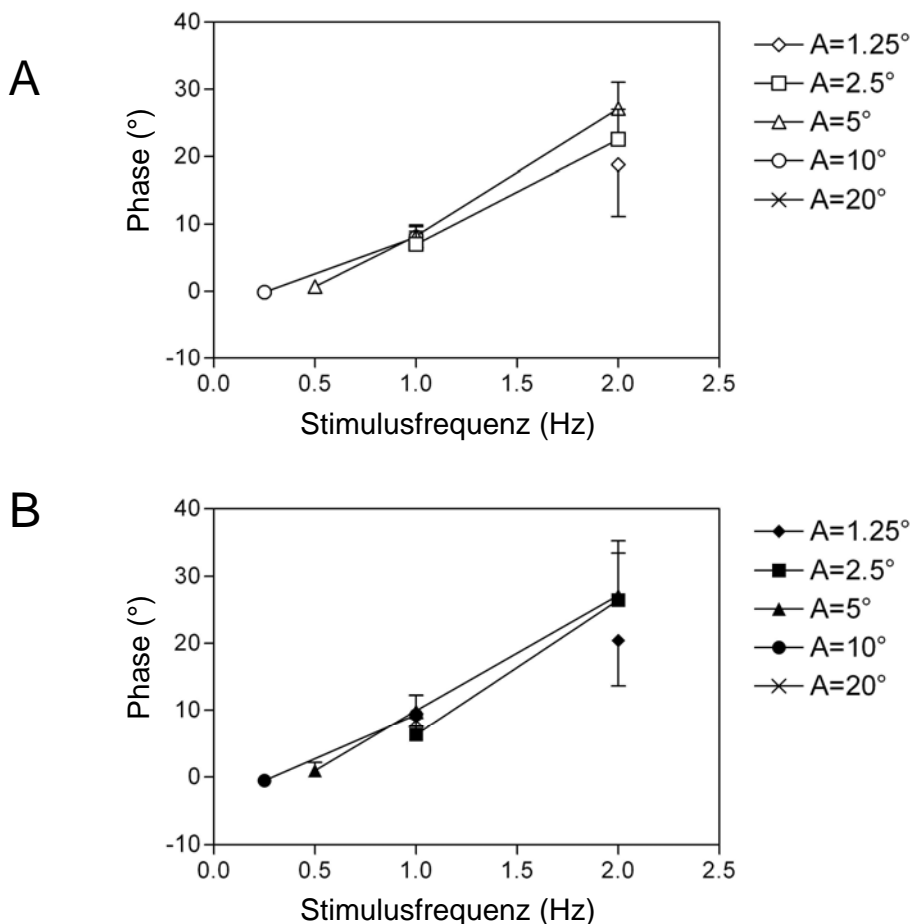 A
Phase (°)
40
30
20
10
0
-10
0.0 0.5 1.0 1.5 2.0 2.5
Stimulusfrequenz (Hz)
A=1.25°
A=2.5°
A=5°
A=10°
A=20°
B
Phase (°)
40
30
20
10
0
-10
0.0 0.5 1.0 1.5 2.0 2.5
Stimulusfrequenz (Hz)
A=1.25°
A=2.5°
A=5°
A=10°
A=20°